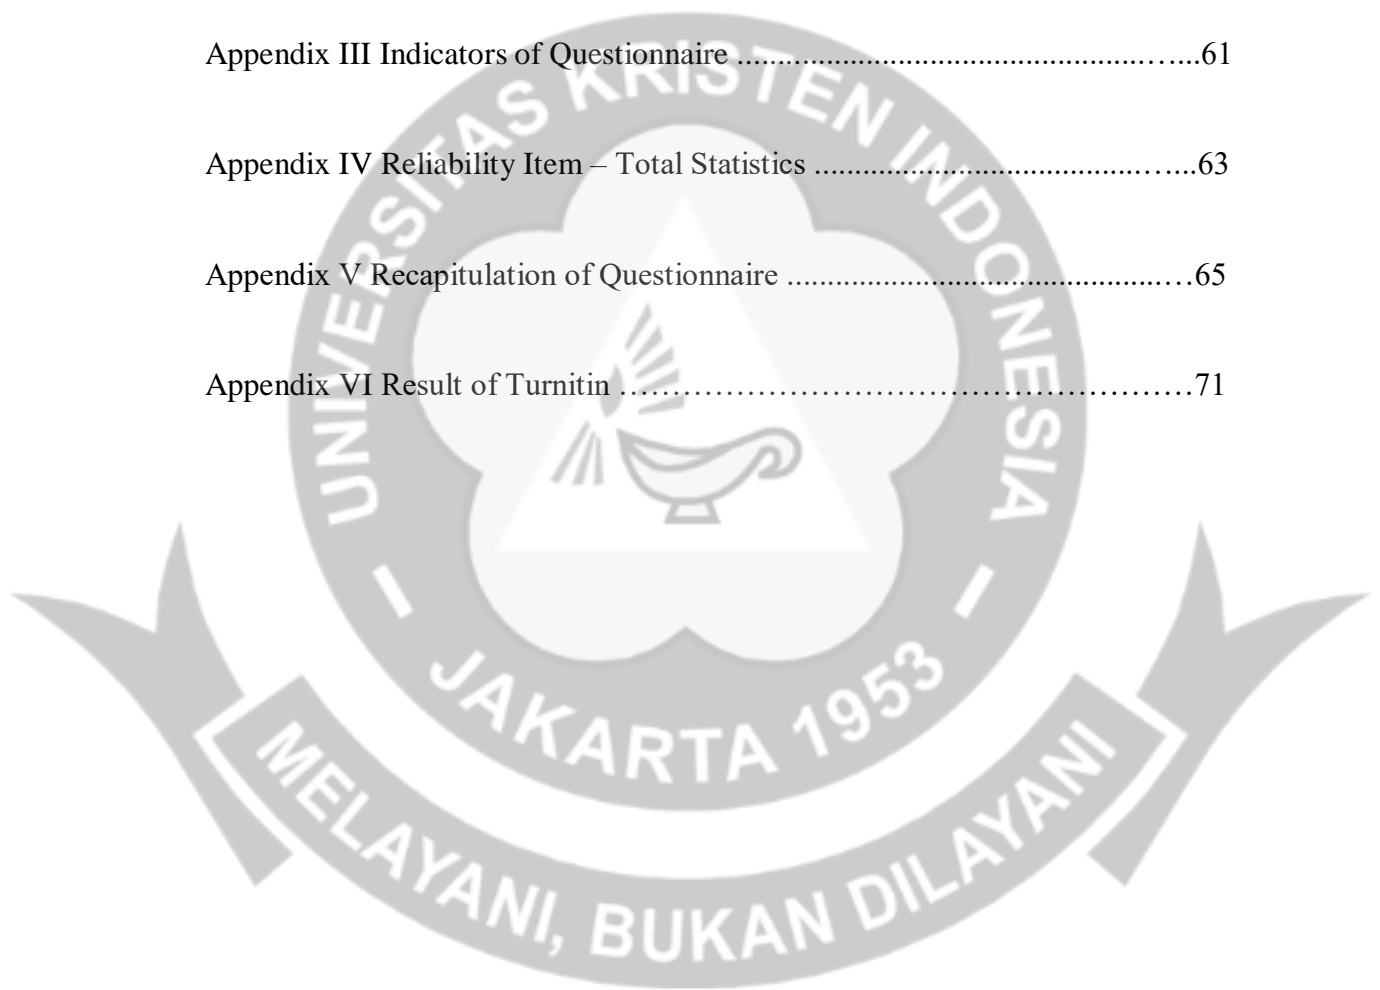 Appendix III Indicators of Questionnaire ..................................................…...61
Appendix IV Reliability Item – Total Statistics ........................................…....63
Appendix V Recapitulation of Questionnaire ..............................................…65
Appendix VI Result of Turnitin ………………………………………………………71
UNIVERSITAS KRISTEN INDONESIA
– JAKARTA 1953 –
MELAYANI, BUKAN DILAYANI